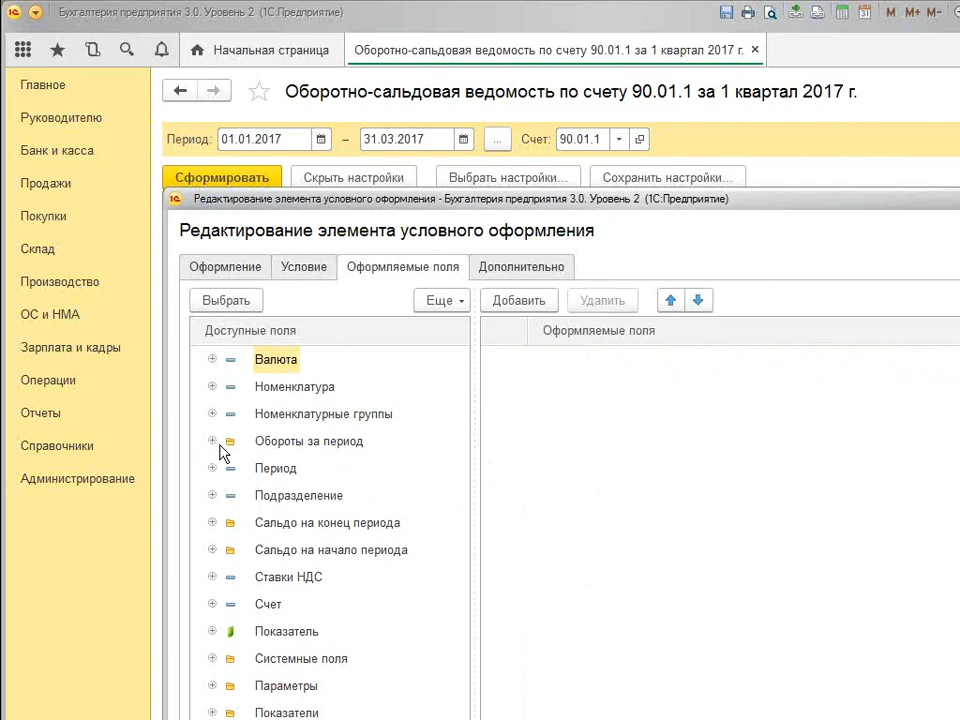 Бухгалтерия предприятия 3.0. Уровень 2 (1С:Предприятие)
M M+ M-
Начальная страница
Оборотно-сальдовая ведомость по счету 90.01.1 за 1 квартал 2017 г. ×
Главное
Руководителю
Банк и касса
Продажи
Покупки
Склад
Производство
ОС и НМА
Зарплата и кадры
Операции
Отчеты
Справочники
Администрирование
Оборотно-сальдовая ведомость по счету 90.01.1 за 1 квартал 2017 г.
Период: 01.01.2017 – 31.03.2017 ... Счет: 90.01.1
Сформировать Скрыть настройки Выбрать настройки... Сохранить настройки...
Редактирование элемента условного оформления - Бухгалтерия предприятия 3.0. Уровень 2 (1С:Предприятие)
Редактирование элемента условного оформления
Оформление Условие Оформляемые поля Дополнительно
Выбрать Еще Добавить Удалить
Доступные поля Оформляемые поля
Валюта
Номенклатура
Номенклатурные группы
Обороты за период
Период
Подразделение
Сальдо на конец периода
Сальдо на начало периода
Ставки НДС
Счет
Показатель
Системные поля
Параметры
Показатели